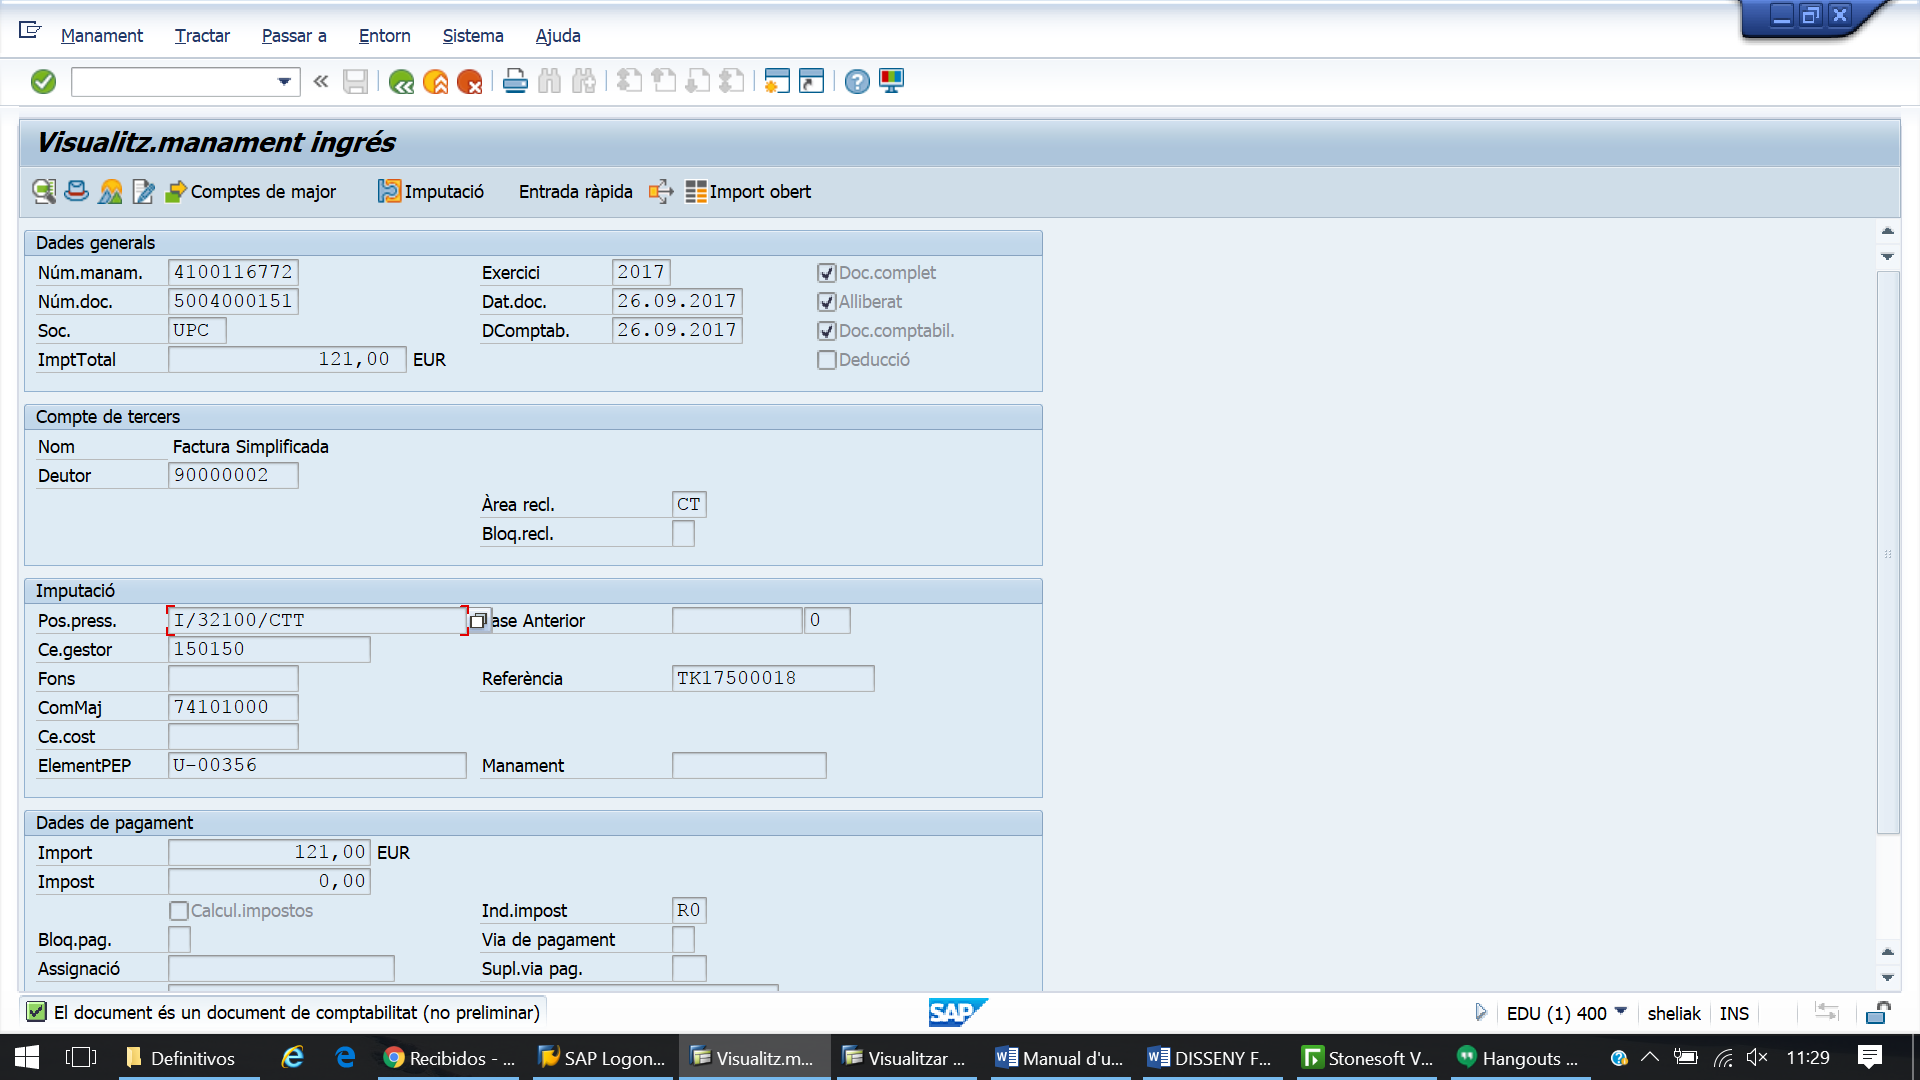 Manament Tractar Passar a Entorn Sistema Ajuda
Visualitz.manament ingrés
Comptes de major Imputació Entrada ràpida Import obert
Dades generals
Núm.manam. 4100116772 Exercici 2017 Doc.complet
Núm.doc. 5004000151 Dat.doc. 26.09.2017 Alliberat
Soc. UPC DComptab. 26.09.2017 Doc.comptabil.
ImptTotal 121,00 EUR Deducció
Compte de tercers
Nom Factura Simplificada
Deutor 90000002
Àrea recl. CT
Bloq.recl.
Imputació
Pos.press. I/32100/CTT ase Anterior 0
Ce.gestor 150150
Fons Referència TK17500018
ComMaj 74101000
Ce.cost
ElementPEP U-00356 Manament
Dades de pagament
Import 121,00 EUR
Impost 0,00
Calcul.impostos Ind.impost R0
Bloq.pag. Via de pagament
Assignació Supl.via pag.
El document és un document de comptabilitat (no preliminar) SAP EDU (1) 400 sheliak INS
Definitivos Recibidos - ... SAP Logon... Visualitz.m... Visualitzar ... Manual d'u... DISSENY F... Stonesoft V... Hangouts ... 11:29